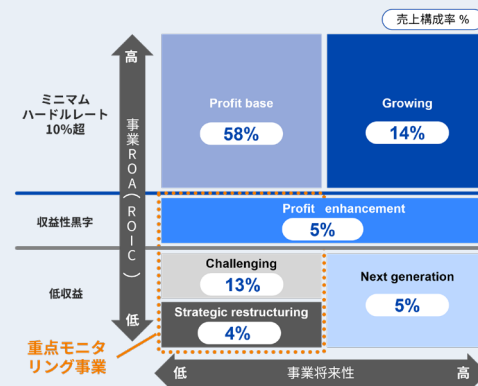 売上構成率 %
高
ミニマム
ハードルレート
10%超
事業ROA(ROIC)
Profit base
58%
Growing
14%
収益性黒字
Profit enhancement
5%
低収益
Challenging
13%
Next generation
5%
Strategic restructuring
4%
低
重点モニタ
リング事業
低
事業将来性
高